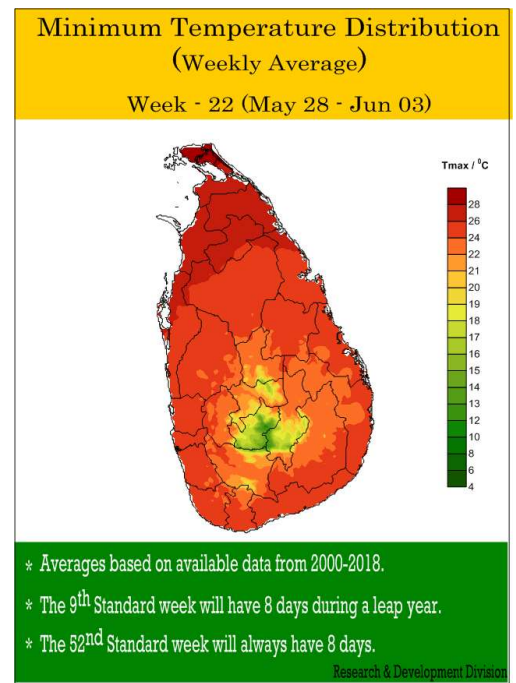 Minimum Temperature Distribution
(Weekly Average)
Week - 22 (May 28 - Jun 03)
Tmax / ⁰C
28
26
24
22
21
20
19
18
17
16
15
14
13
12
10
8
6
4
* Averages based on available data from 2000-2018.
* The 9th Standard week will have 8 days during a leap year.
* The 52nd Standard week will always have 8 days.
Research & Development Division